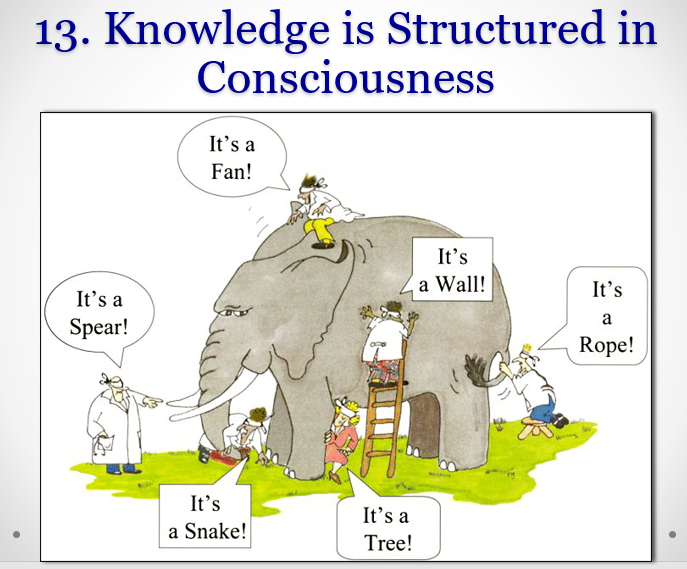 13. Knowledge is Structured in
Consciousness
It's a
Fan!
It's
a Wall!
It's a
Spear!
It's
a
Rope!
It's
a Snake!
It's a
Tree!